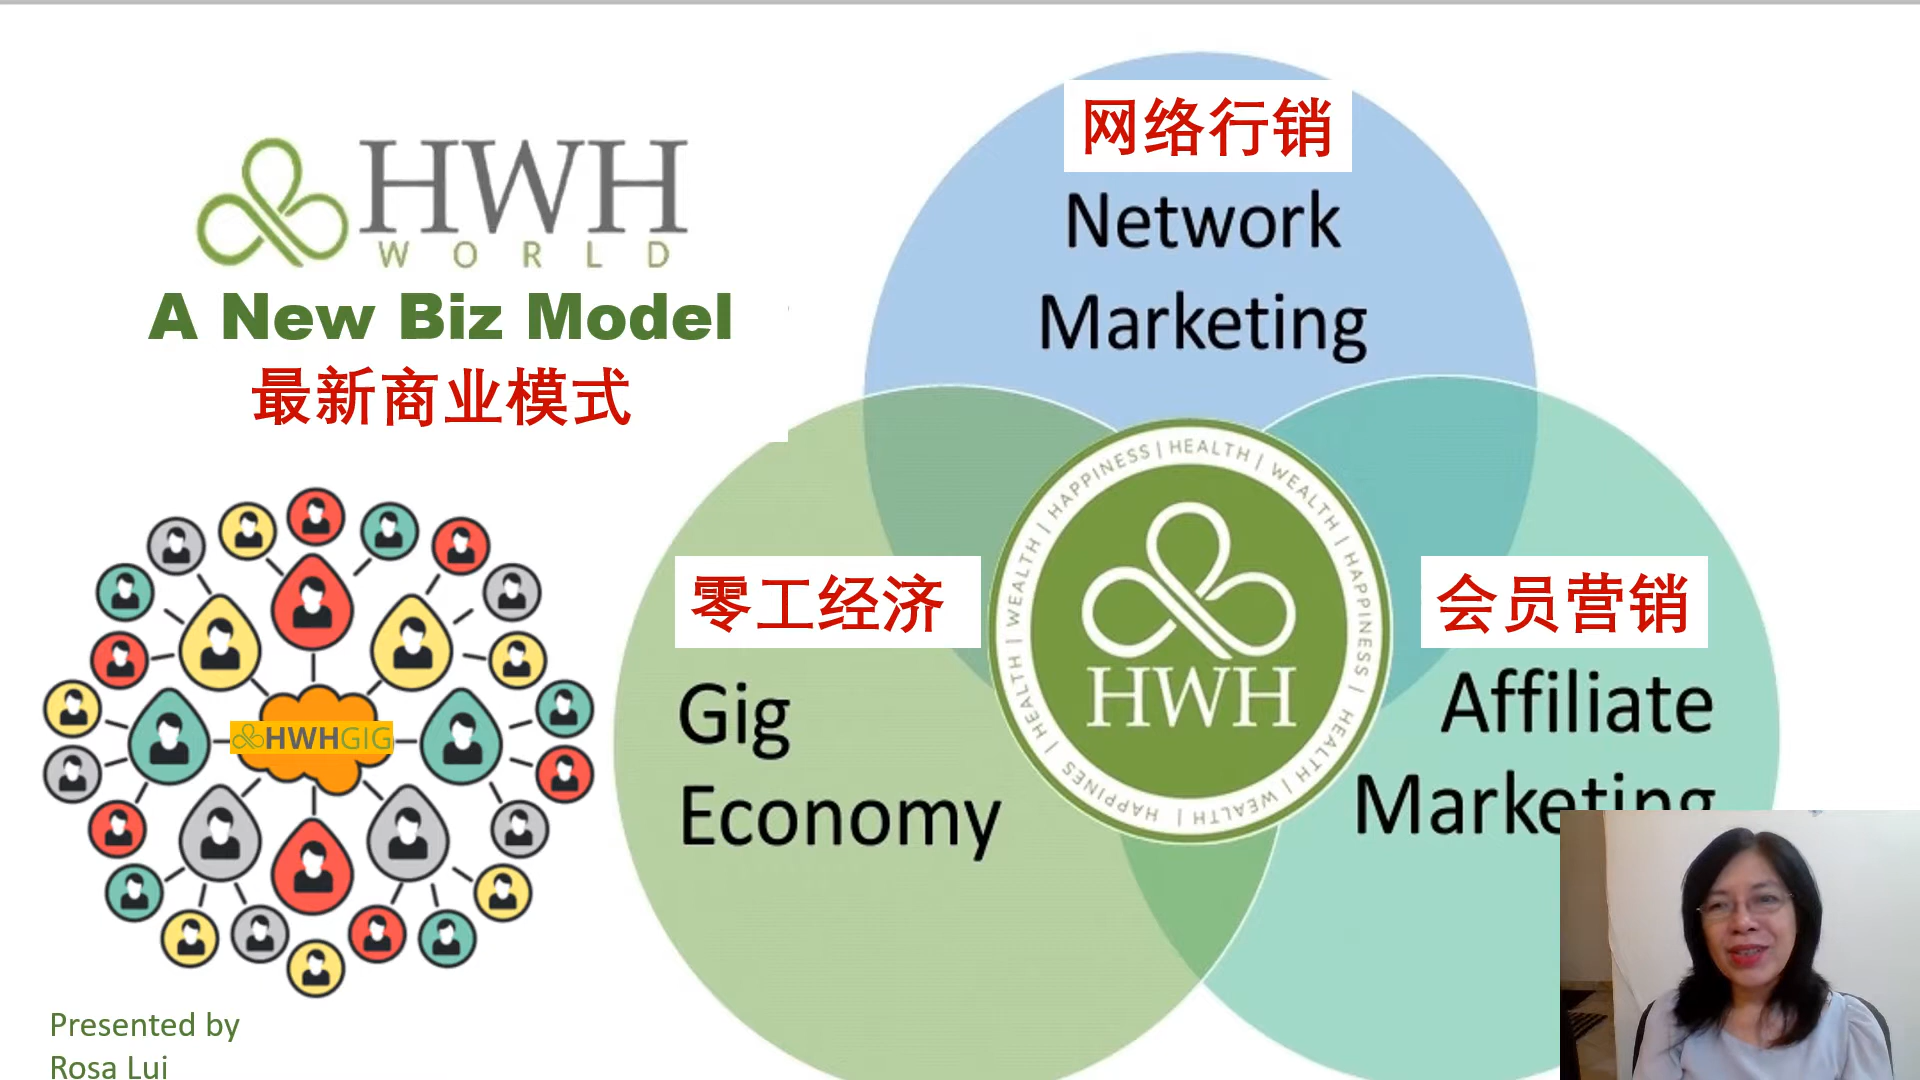 HWH
WORLD
A New Biz Model
最新商业模式
HWHGIG
Presented by
Rosa Lui
网络行销
Network
Marketing
零工经济
Gig
Economy
HEALTH | WEALTH | HAPPINESS | HEALTH | WEALTH | HAPPINES | HEALTH | WEALTH | HAPPINESS |
HWH
会员营销
Affiliate
Marketing